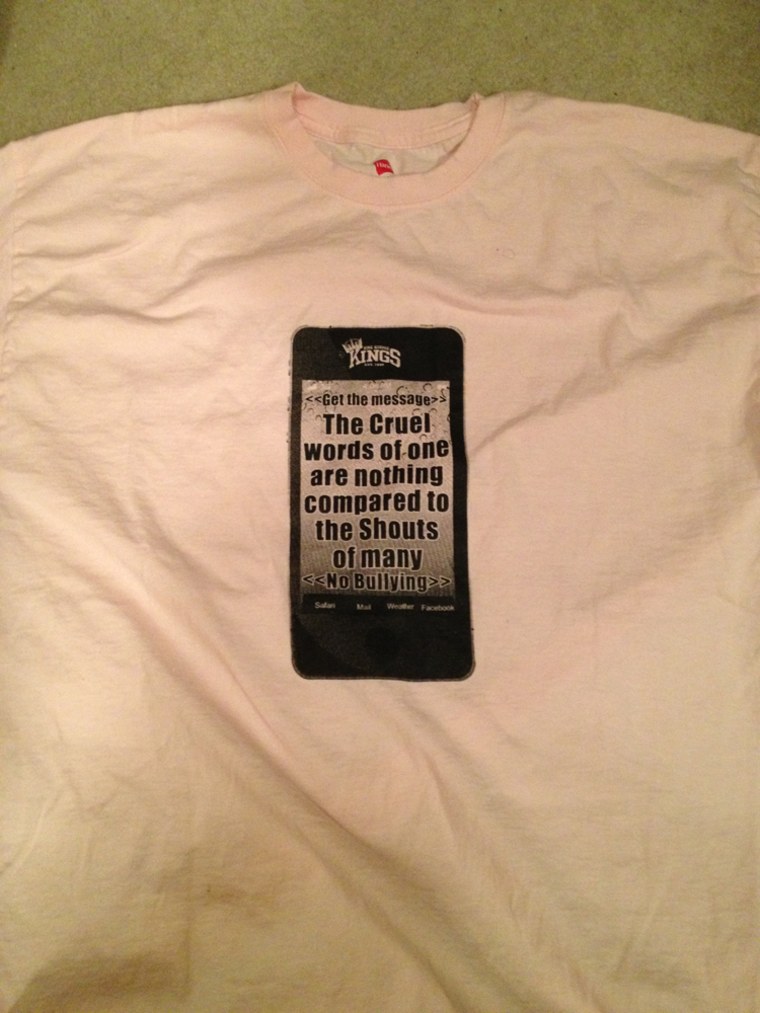 KINGS
<<Get the message>>
The Cruel
words of one
are nothing
compared to
the Shouts
of many
<<No Bullying>>
Safari Mail Weather Facebook